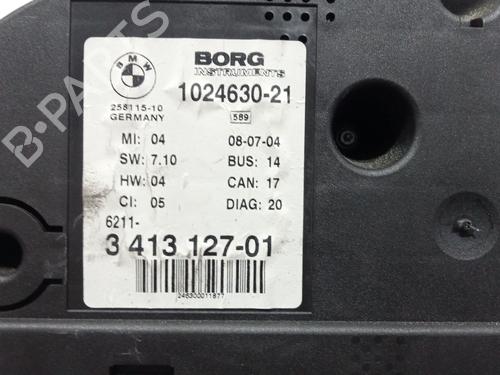 B-PARTS
BMW
BORG
INSTRUMENTS
258115-10
GERMANY
1024630-21
589
MI: 04 08-07-04
SW: 7.10 BUS: 14
HW: 04 CAN: 17
CI: 05 DIAG: 20
6211-
3 413 127-01
246300011877